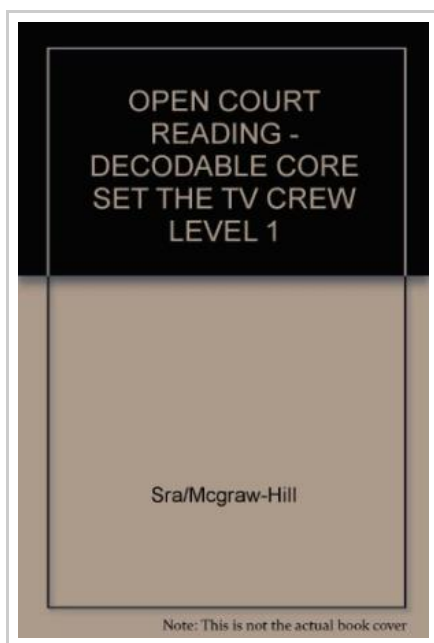 OPEN COURT
READING -
DECODABLE CORE
SET THE TV CREW
LEVEL 1
Sra/Mcgraw-Hill
Note: This is not the actual book cover